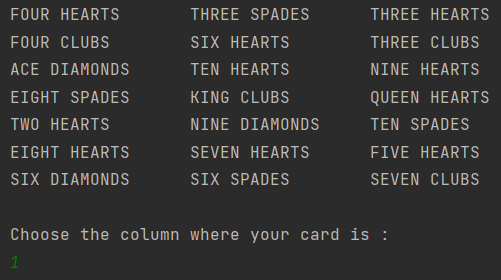 FOUR HEARTS THREE SPADES THREE HEARTS
FOUR CLUBS SIX HEARTS THREE CLUBS
ACE DIAMONDS TEN HEARTS NINE HEARTS
EIGHT SPADES KING CLUBS QUEEN HEARTS
TWO HEARTS NINE DIAMONDS TEN SPADES
EIGHT HEARTS SEVEN HEARTS FIVE HEARTS
SIX DIAMONDS SIX SPADES SEVEN CLUBS
Choose the column where your card is :
1